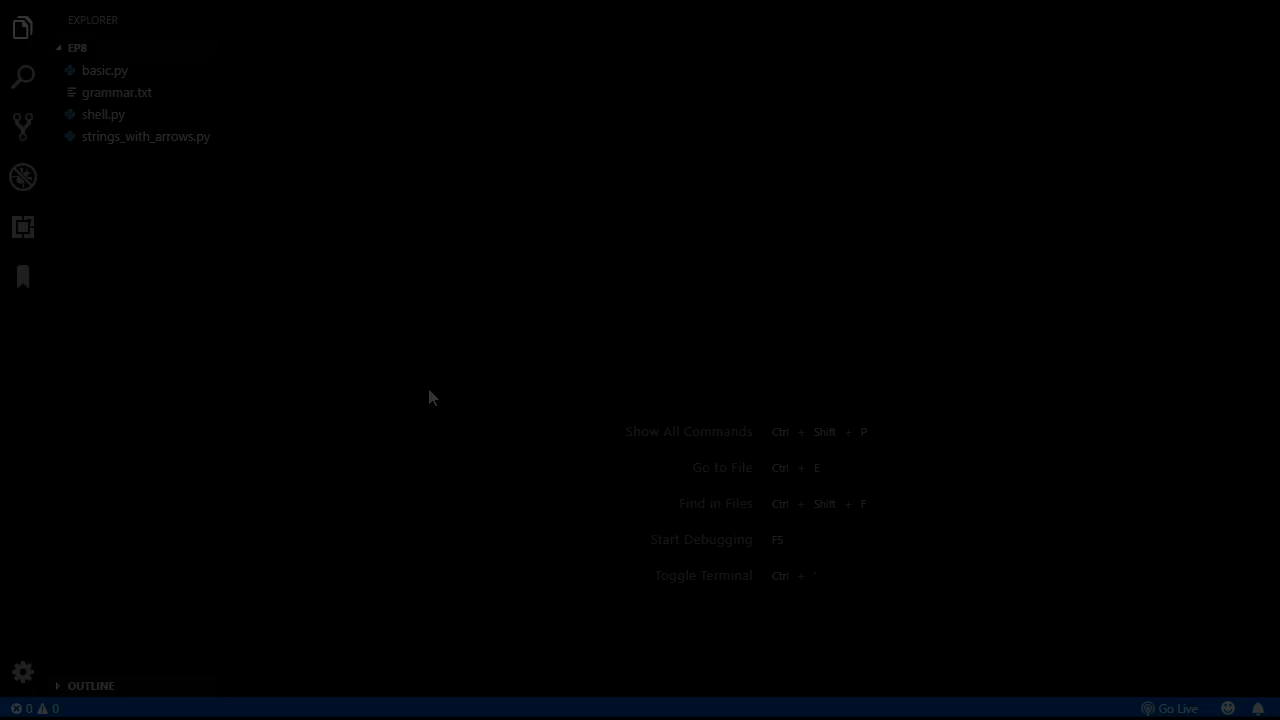 EXPLORER
EP8
basic.py
grammar.txt
shell.py
strings_with_arrows.py
Show All Commands Ctrl + Shift + P
Go to File Ctrl + E
Find in Files Ctrl + Shift + F
Start Debugging F5
Toggle Terminal Ctrl + '
OUTLINE
0 0 Go Live